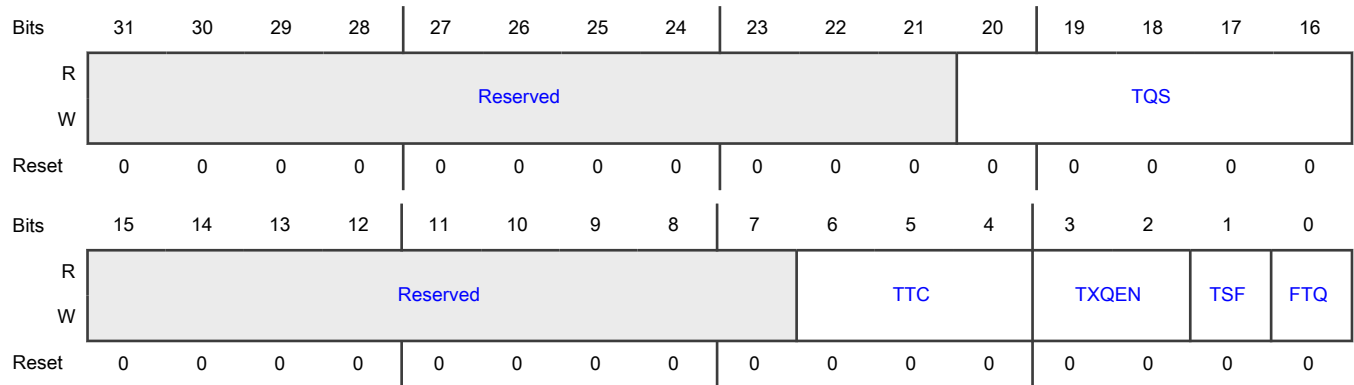 Bits 31 30 29 28 27 26 25 24 23 22 21 20 19 18 17 16
R
Reserved TQS
W
Reset 0 0 0 0 0 0 0 0 0 0 0 0 0 0 0 0
Bits 15 14 13 12 11 10 9 8 7 6 5 4 3 2 1 0
R
Reserved TTC TXQEN TSF FTQ
W
Reset 0 0 0 0 0 0 0 0 0 0 0 0 0 0 0 0